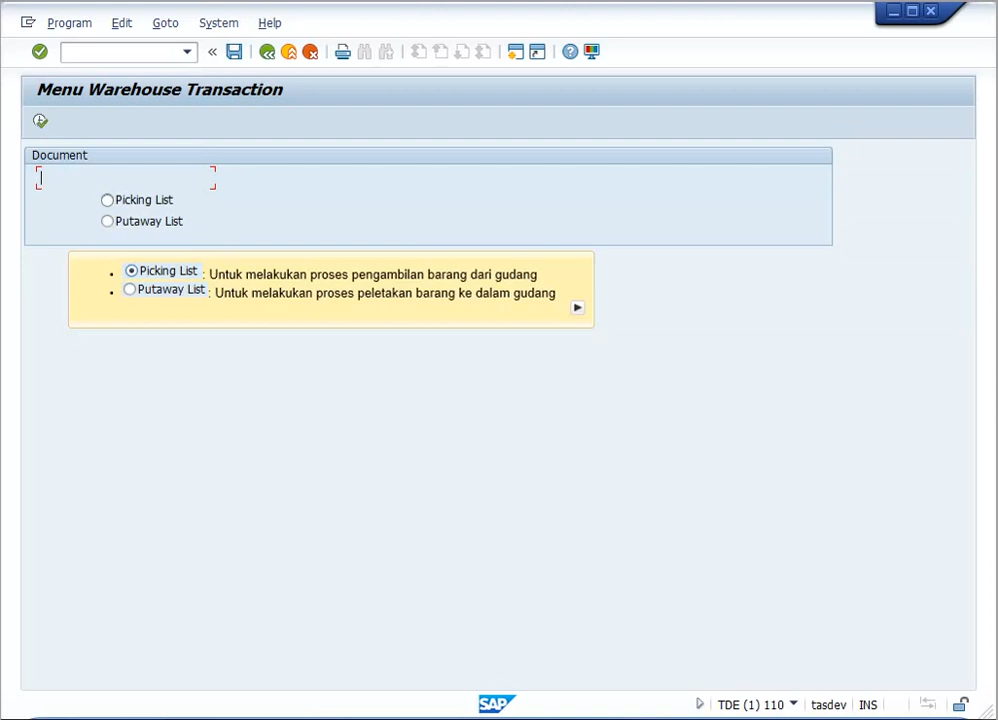 Program Edit Goto System Help
Menu Warehouse Transaction
Document
Picking List
Putaway List
• Picking List : Untuk melakukan proses pengambilan barang dari gudang
• Putaway List : Untuk melakukan proses peletakan barang ke dalam gudang
SAP TDE (1) 110 tasdev INS